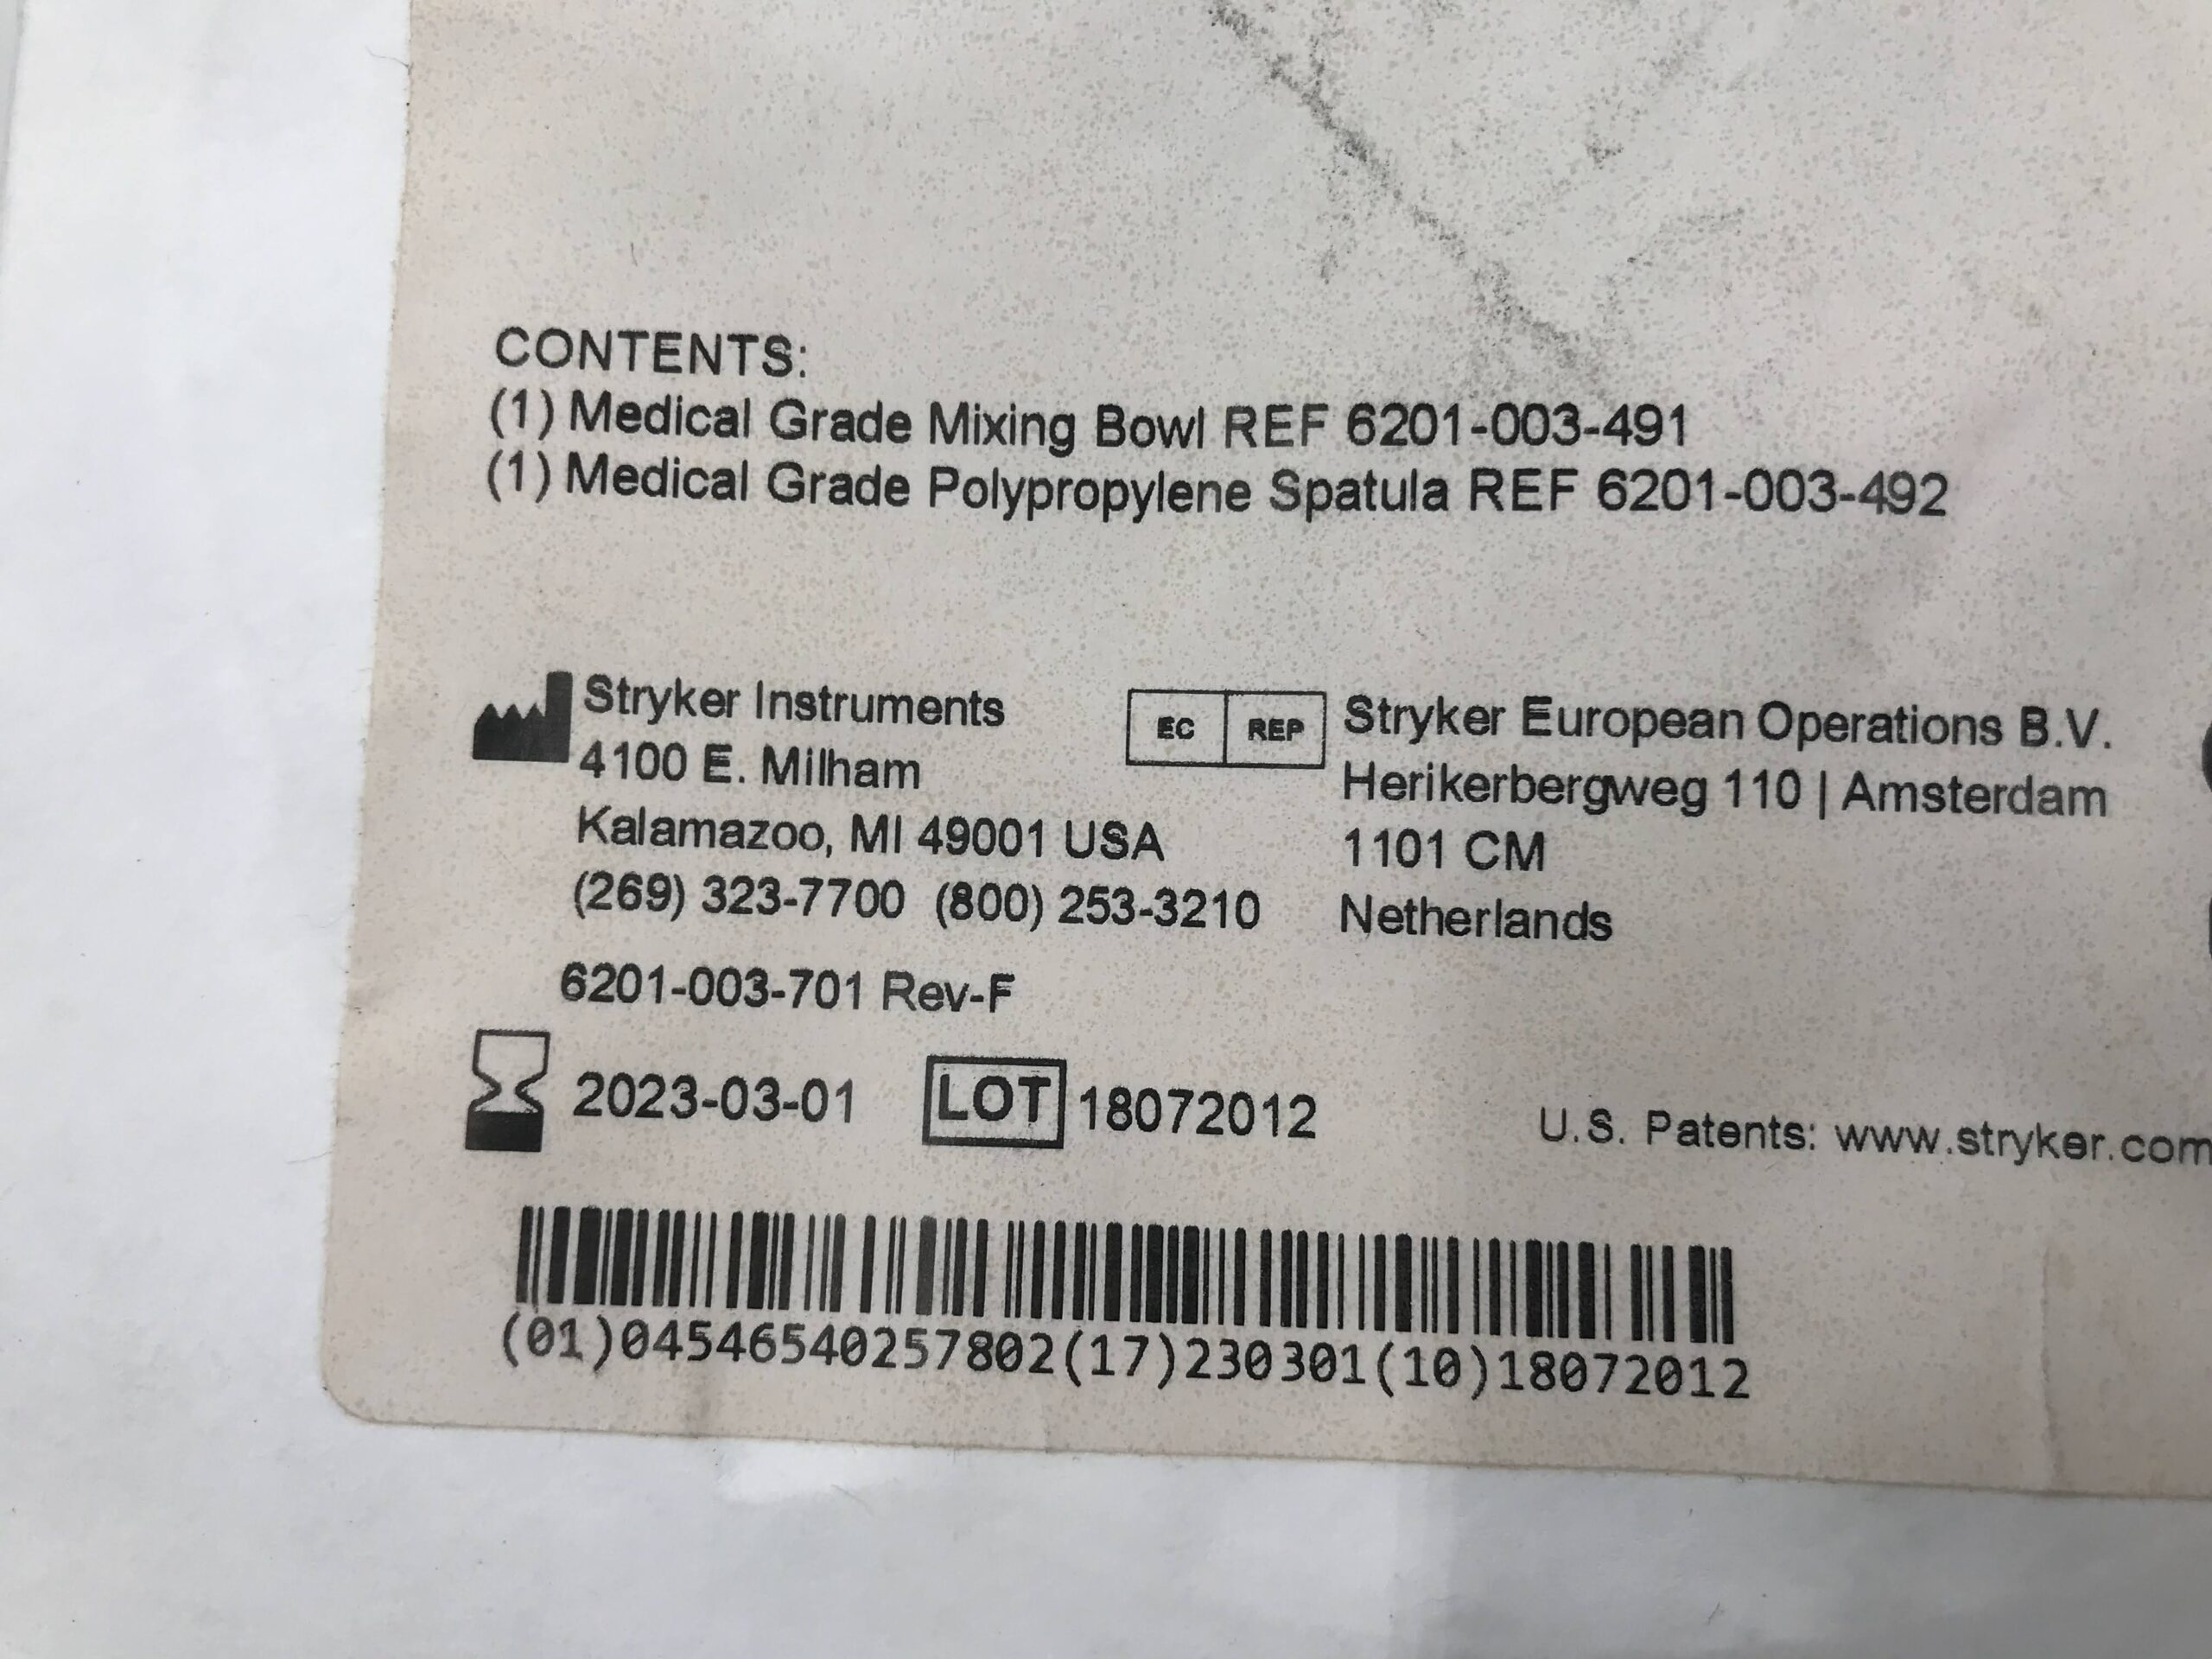 CONTENTS:
(1) Medical Grade Mixing Bowl REF 6201-003-491
(1) Medical Grade Polypropylene Spatula REF 6201-003-492
Stryker Instruments
4100 E. Milham
Kalamazoo, MI 49001 USA
(269) 323-7700 (800) 253-3210
EC REP Stryker European Operations B.V.
Herikerbergweg 110 | Amsterdam
1101 CM
Netherlands
6201-003-701 Rev-F
2023-03-01 LOT 18072012
U.S. Patents: www.stryker.com
(01)04546540257802(17)230301(10)18072012